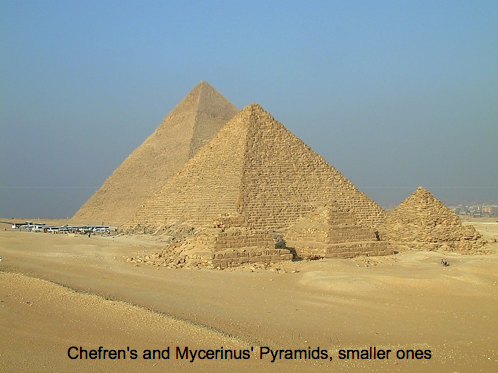 Chefren's and Mycerinus' Pyramids, smaller ones